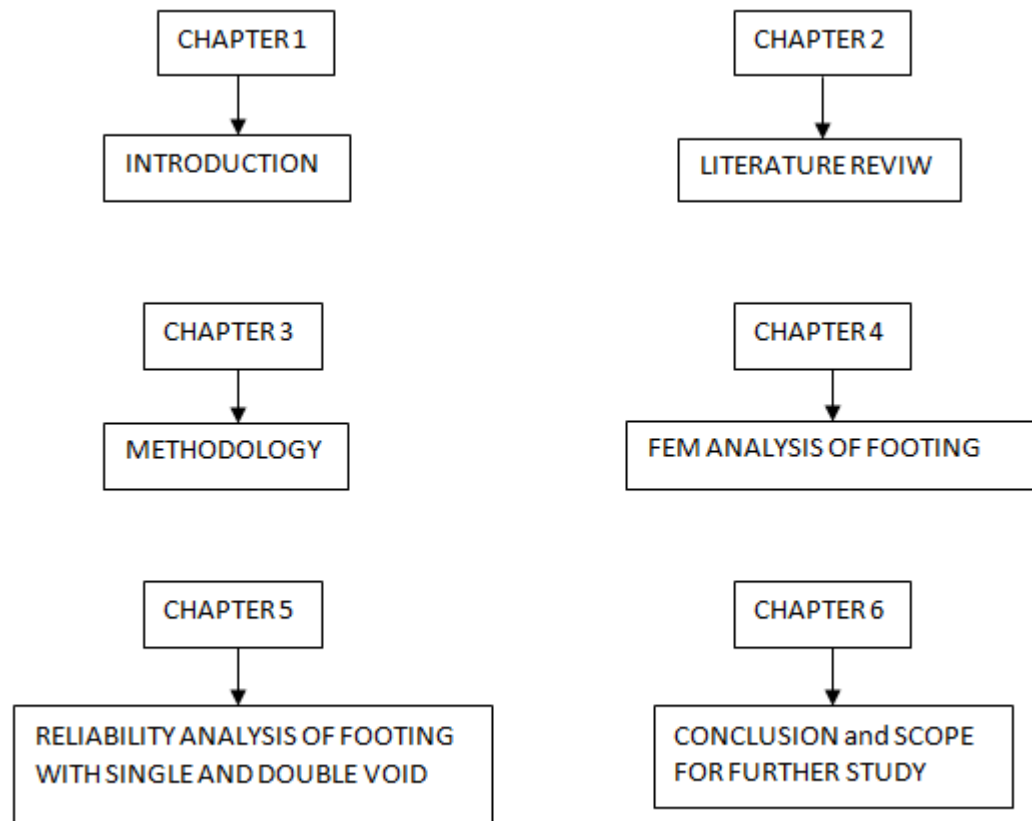 CHAPTER 1
INTRODUCTION
CHAPTER 2
LITERATURE REVIW
CHAPTER 3
METHODOLOGY
CHAPTER 4
FEM ANALYSIS OF FOOTING
CHAPTER 5
RELIABILITY ANALYSIS OF FOOTING
WITH SINGLE AND DOUBLE VOID
CHAPTER 6
CONCLUSION and SCOPE
FOR FURTHER STUDY